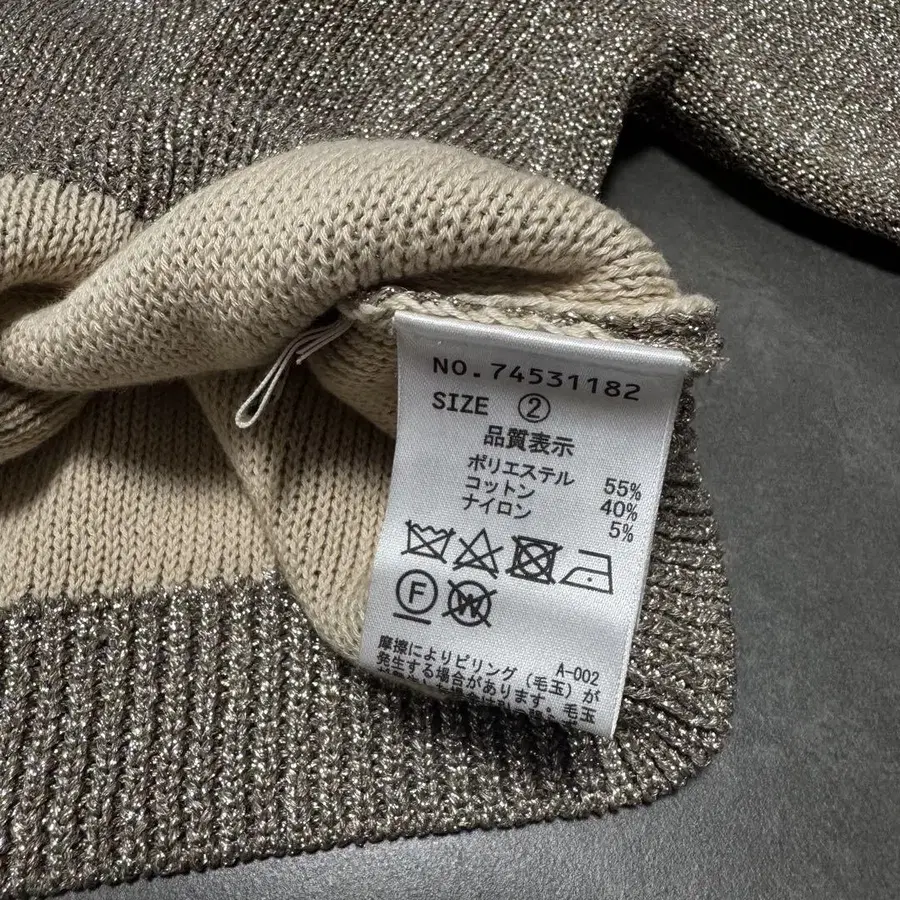 NO.74531182
SIZE ②
品質表示
ポリエステル 55%
コットン 40%
ナイロン 5%
F
W
A-002
摩擦によりピリング(毛玉)が
発生する場合があります。毛玉